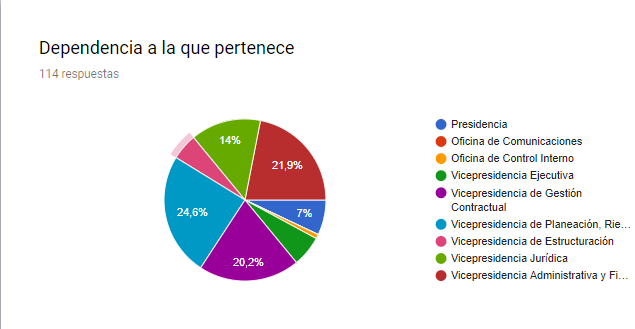 Dependencia a la que pertenece
114 respuestas
14%
21,9%
7%
24,6%
20,2%
Presidencia
Oficina de Comunicaciones
Oficina de Control Interno
Vicepresidencia Ejecutiva
Vicepresidencia de Gestión
Contractual
Vicepresidencia de Planeación, Rie…
Vicepresidencia de Estructuración
Vicepresidencia Jurídica
Vicepresidencia Administrativa y Fi…